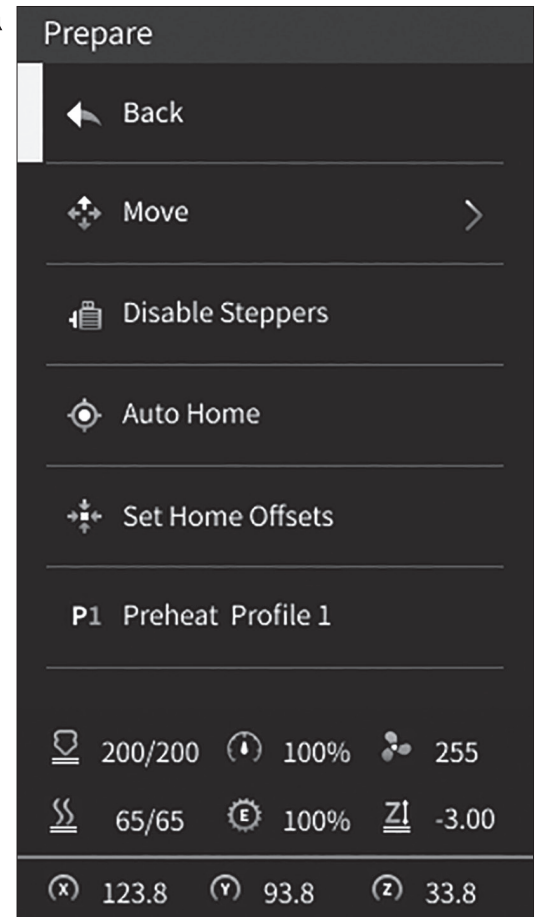 Prepare
Back
Move
Disable Steppers
Auto Home
Set Home Offsets
P1 Preheat Profile 1
200/200 100% 255
65/65 E 100% Z -3.00
X 123.8 Y 93.8 Z 33.8